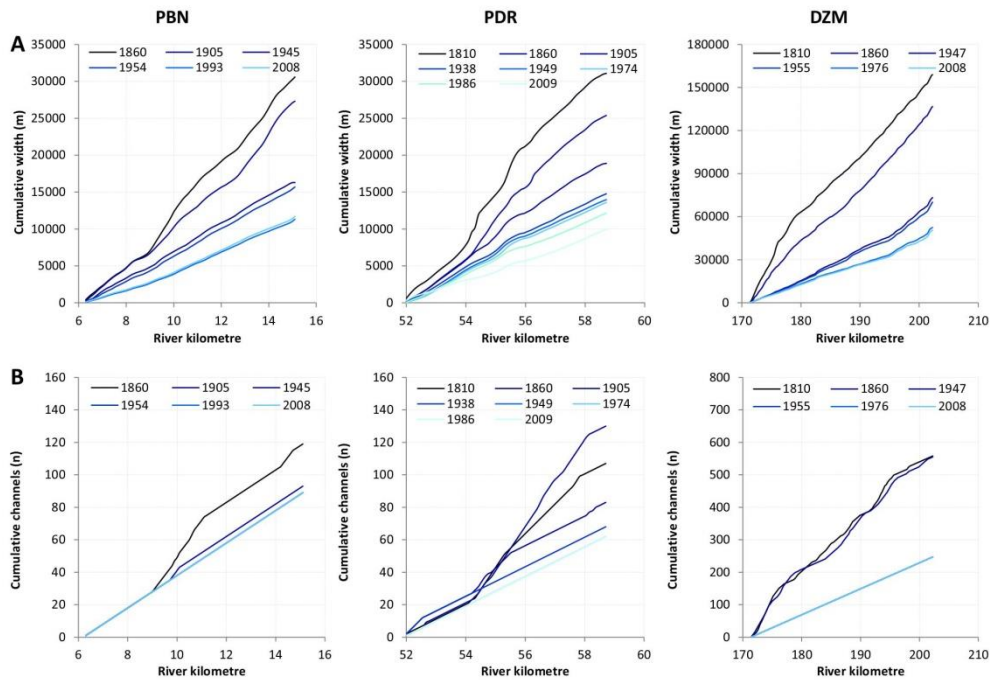 PBN
PDR
DZM
A
Cumulative width (m)
35000
30000
25000
20000
15000
10000
5000
0
1860 1905 1945
1954 1993 2008
6 8 10 12 14 16
River kilometre
Cumulative width (m)
35000
30000
25000
20000
15000
10000
5000
0
1810 1860 1905
1938 1949 1974
1986 2009
52 54 56 58 60
River kilometre
Cumulative width (m)
180000
150000
120000
90000
60000
30000
0
1810 1860 1947
1955 1976 2008
170 180 190 200 210
River kilometre
B
Cumulative channels (n)
160
140
120
100
80
60
40
20
0
1860 1905 1945
1954 1993 2008
6 8 10 12 14 16
River kilometre
Cumulative channels (n)
160
140
120
100
80
60
40
20
0
1810 1860 1905
1938 1949 1974
1986 2009
52 54 56 58 60
River kilometre
Cumulative channels (n)
800
700
600
500
400
300
200
100
0
1810 1860 1947
1955 1976 2008
170 180 190 200 210
River kilometre